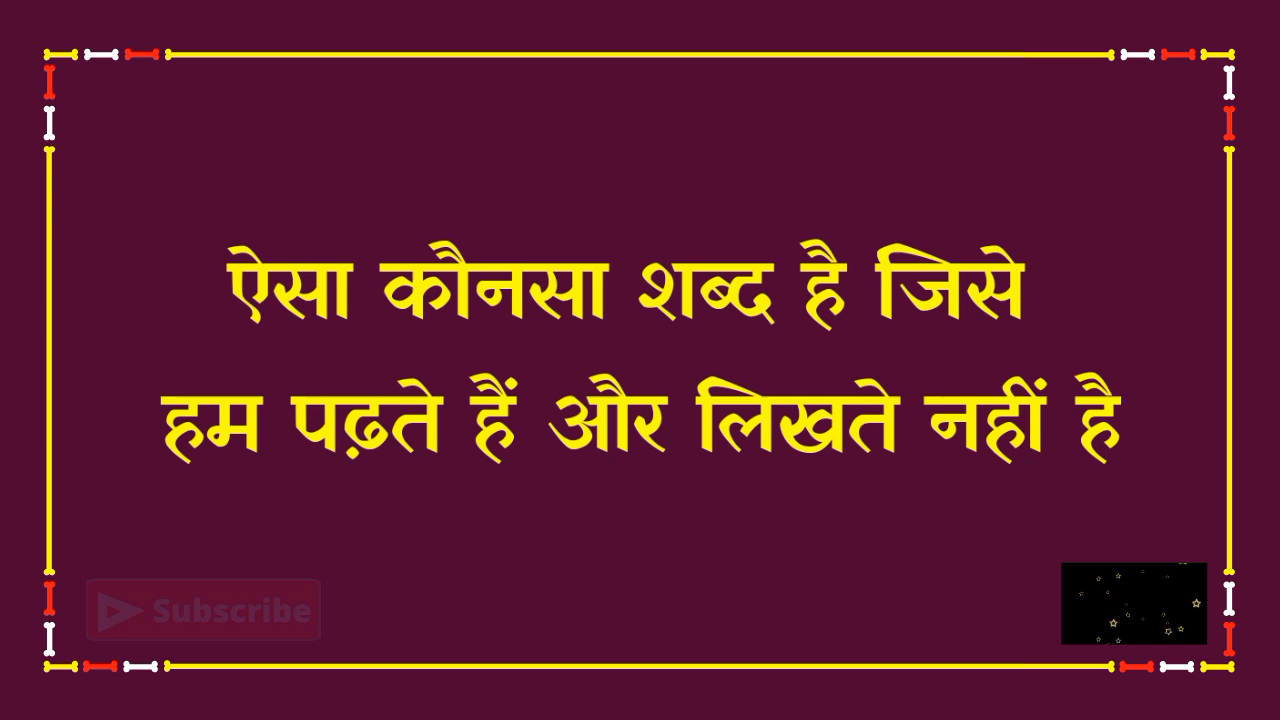 ऐसा कौनसा शब्द है जिसे
हम पढ़ते हैं और लिखते नहीं है
Subscribe